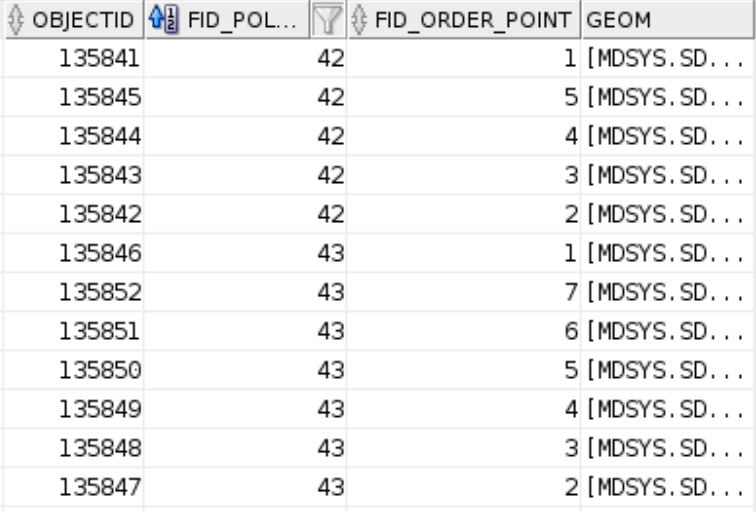 OBJECTID FID_POL... FID_ORDER_POINT GEOM
135841 42 1 [MDSYS.SD...
135845 42 5 [MDSYS.SD...
135844 42 4 [MDSYS.SD...
135843 42 3 [MDSYS.SD...
135842 42 2 [MDSYS.SD...
135846 43 1 [MDSYS.SD...
135852 43 7 [MDSYS.SD...
135851 43 6 [MDSYS.SD...
135850 43 5 [MDSYS.SD...
135849 43 4 [MDSYS.SD...
135848 43 3 [MDSYS.SD...
135847 43 2 [MDSYS.SD...